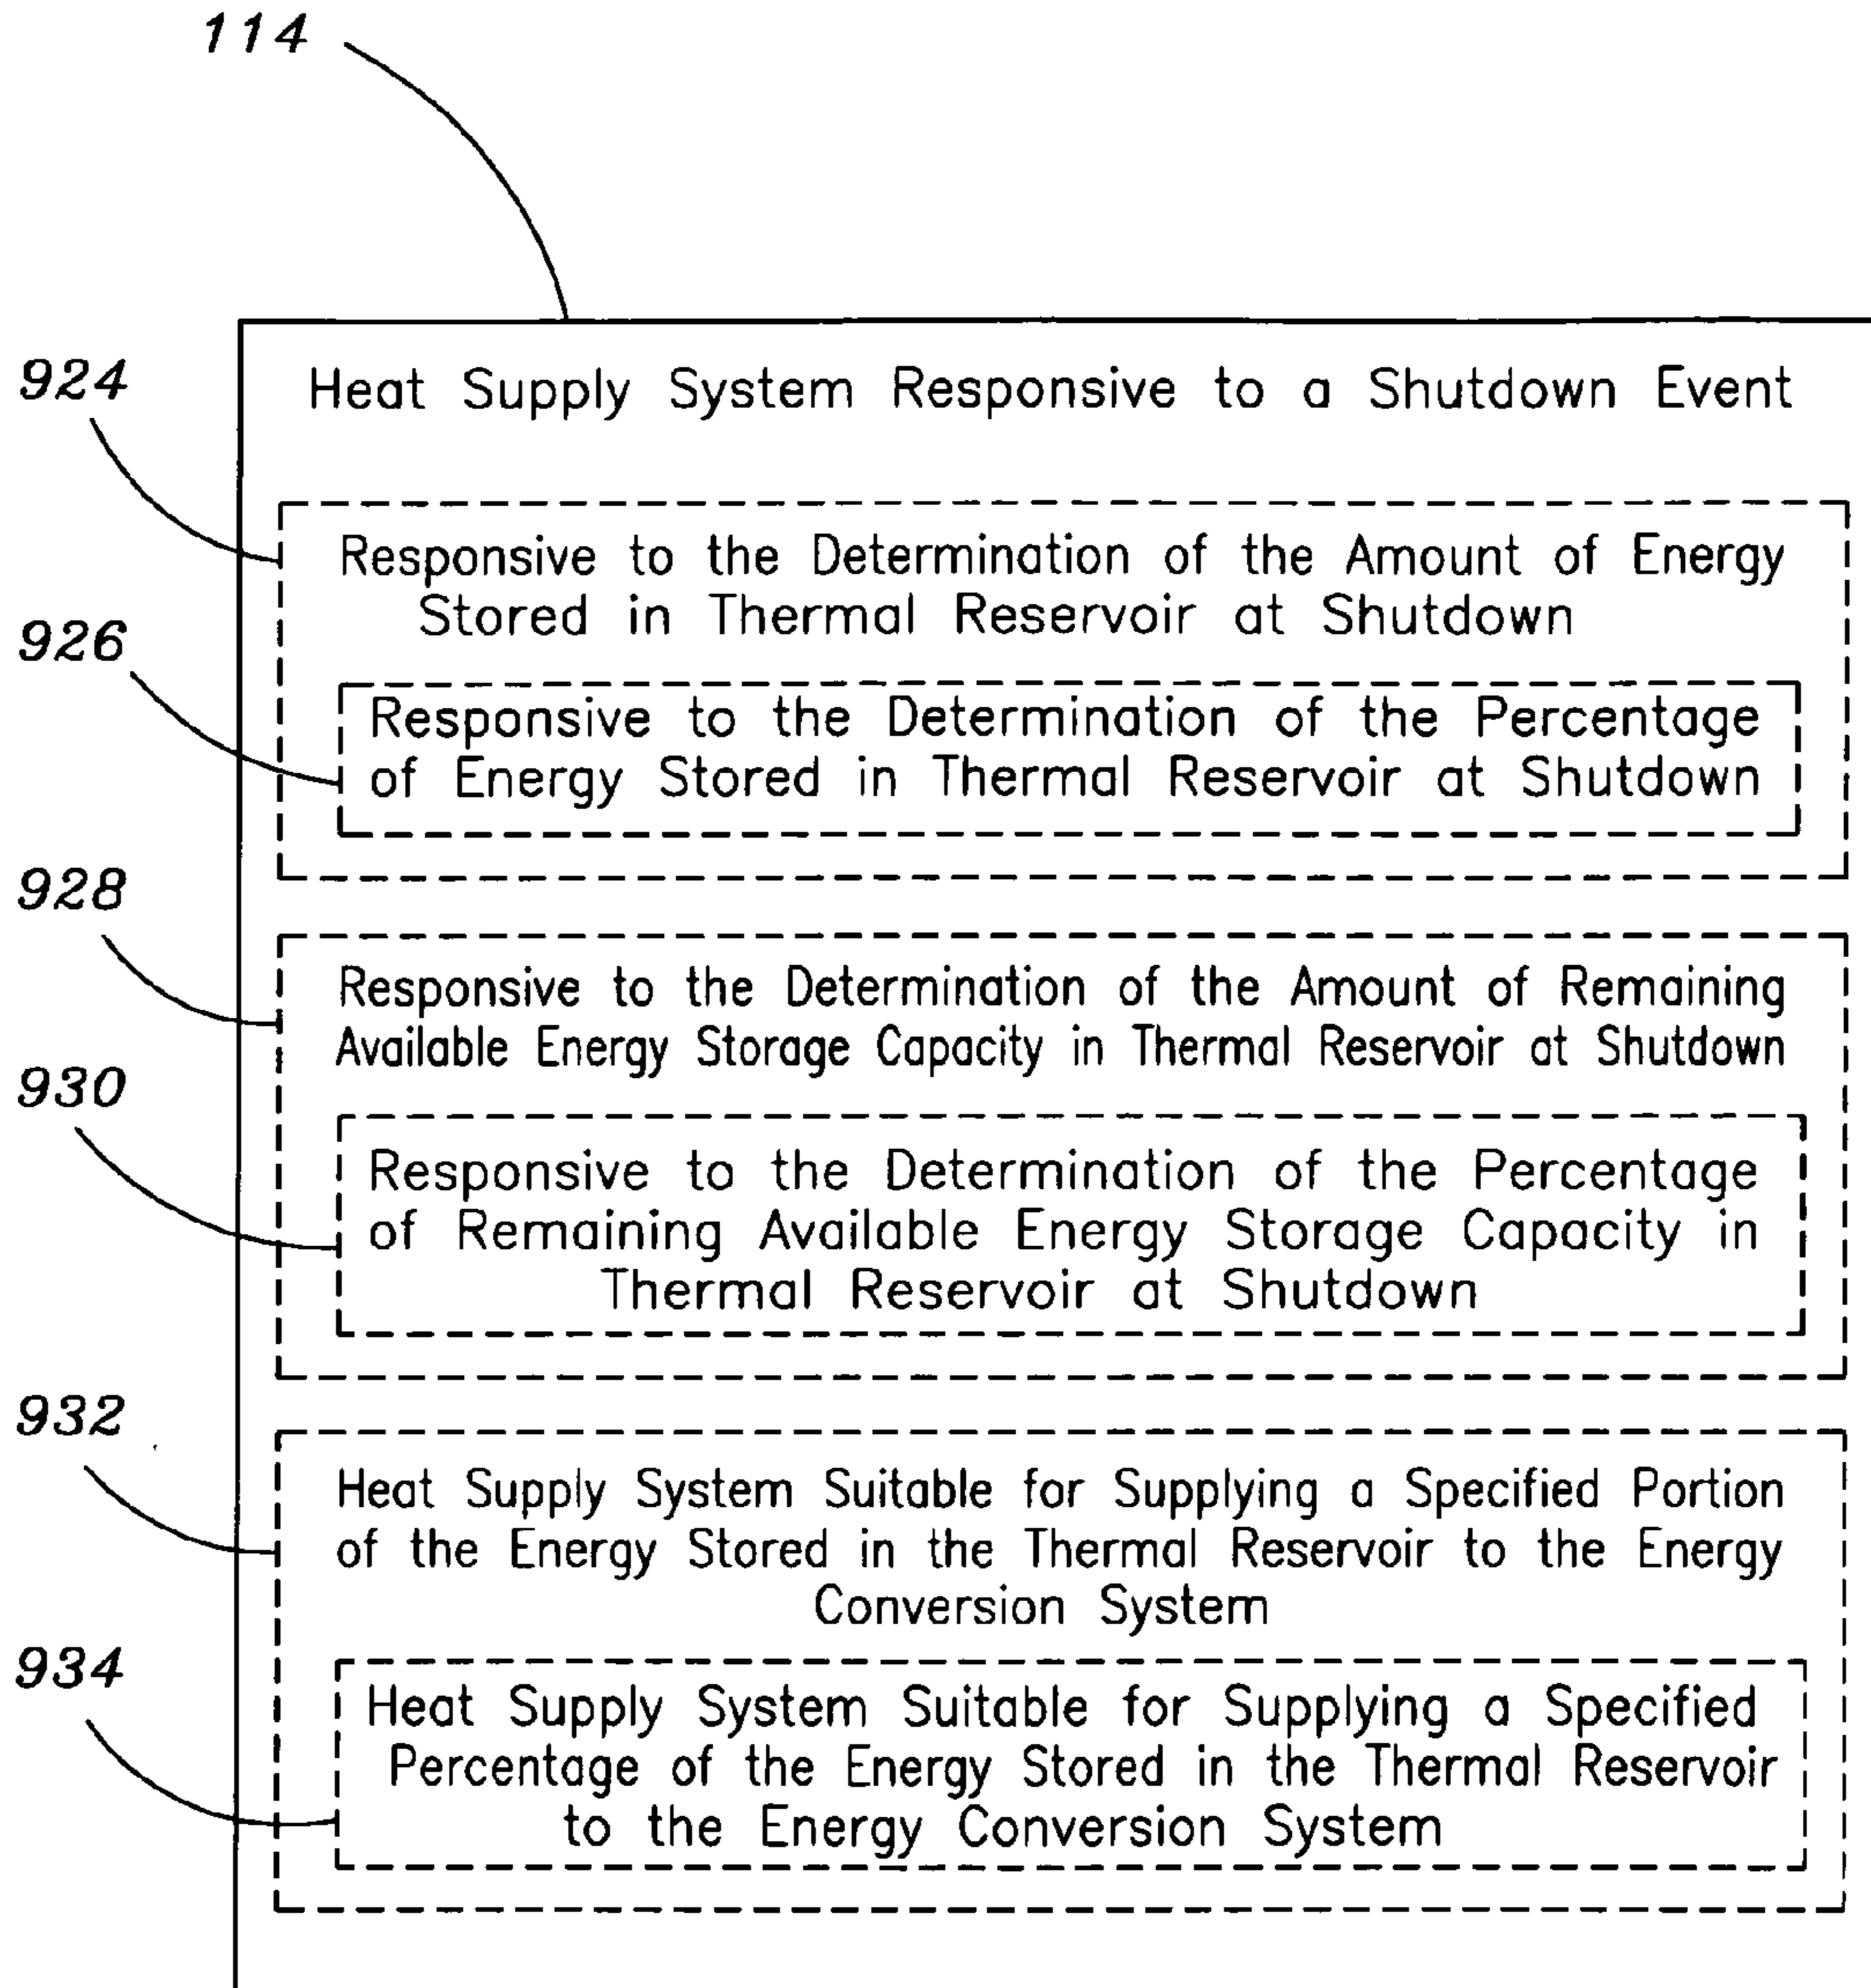 114
924
Heat Supply System Responsive to a Shutdown Event
Responsive to the Determination of the Amount of Energy
Stored in Thermal Reservoir at Shutdown
926
Responsive to the Determination of the Percentage
of Energy Stored in Thermal Reservoir at Shutdown
928
Responsive to the Determination of the Amount of Remaining
Available Energy Storage Capacity in Thermal Reservoir at Shutdown
930
Responsive to the Determination of the Percentage
of Remaining Available Energy Storage Capacity in
Thermal Reservoir at Shutdown
932
Heat Supply System Suitable for Supplying a Specified Portion
of the Energy Stored in the Thermal Reservoir to the Energy
Conversion System
934
Heat Supply System Suitable for Supplying a Specified
Percentage of the Energy Stored in the Thermal Reservoir
to the Energy Conversion System